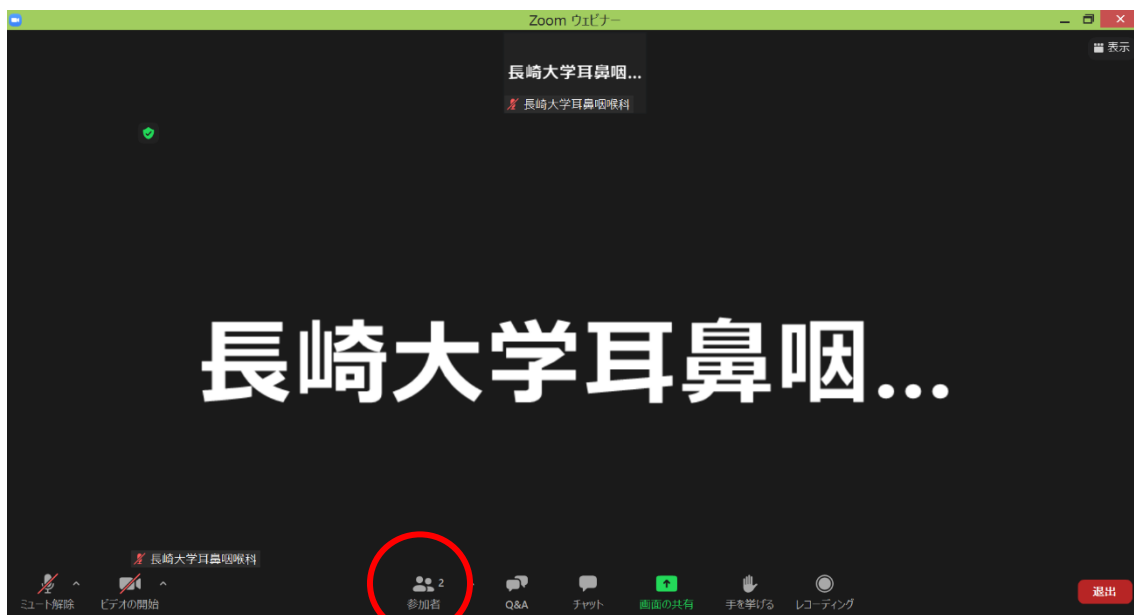 Zoom ウェビナー
表示
長崎大学耳鼻咽...
長崎大学耳鼻咽喉科
長崎大学耳鼻咽...
長崎大学耳鼻咽喉科
ミュート解除
ビデオの開始
2
参加者
Q&A
チャット
画面の共有
手を挙げる
レコーディング
退出